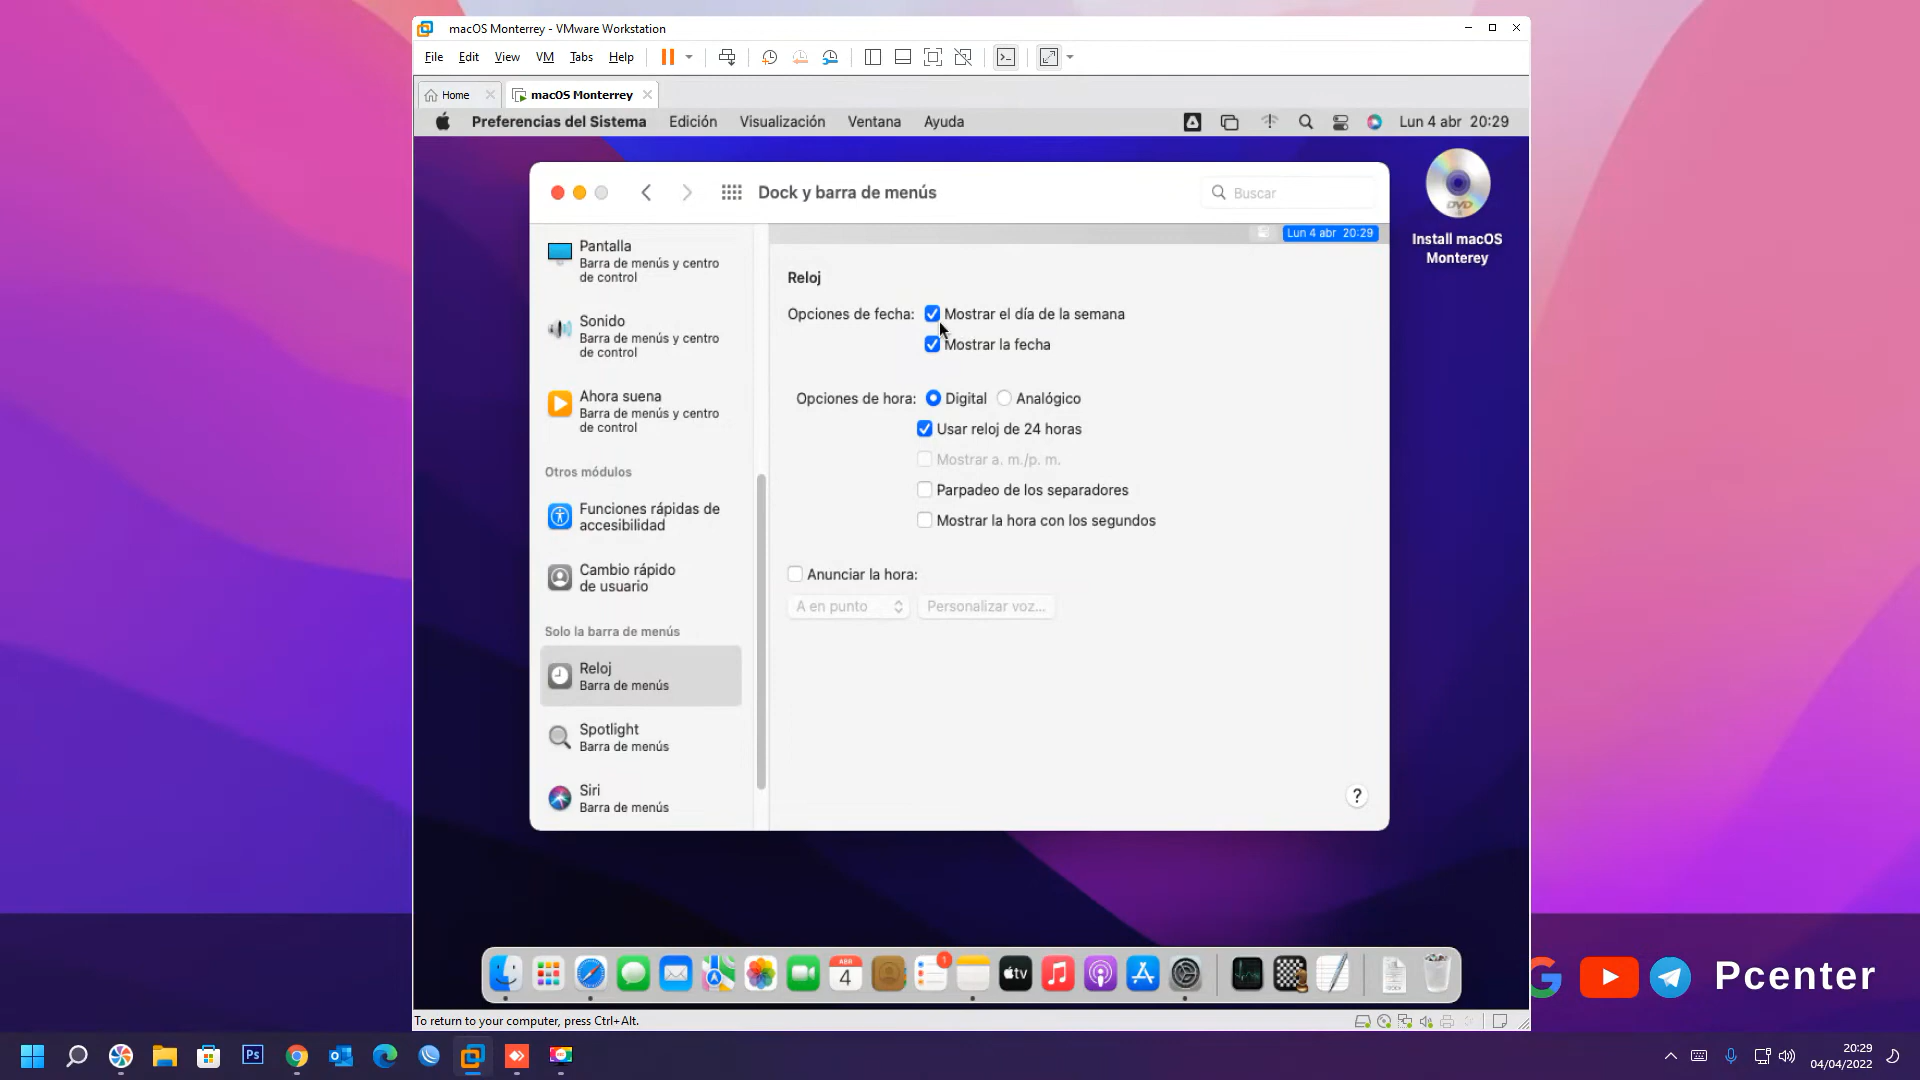 macOS Monterrey - VMware Workstation
File Edit View VM Tabs Help
Home
macOS Monterrey
Preferencias del Sistema Edición Visualización Ventana Ayuda
Lun 4 abr 20:29
Dock y barra de menús
Buscar
Pantalla
Barra de menús y centro
de control
Sonido
Barra de menús y centro
de control
Ahora suena
Barra de menús y centro
de control
Otros módulos
Funciones rápidas de
accesibilidad
Cambio rápido
de usuario
Solo la barra de menús
Reloj
Barra de menús
Spotlight
Barra de menús
Siri
Barra de menús
Lun 4 abr 20:29
Reloj
Opciones de fecha: Mostrar el día de la semana
Mostrar la fecha
Opciones de hora: Digital Analógico
Usar reloj de 24 horas
Mostrar a. m./p. m.
Parpadeo de los separadores
Mostrar la hora con los segundos
Anunciar la hora:
A en punto
Personalizar voz...
?
DVD
Install macOS
Monterey
ABR
4
1
tv
Pcenter
To return to your computer, press Ctrl+Alt.
Ps
20:29
04/04/2022